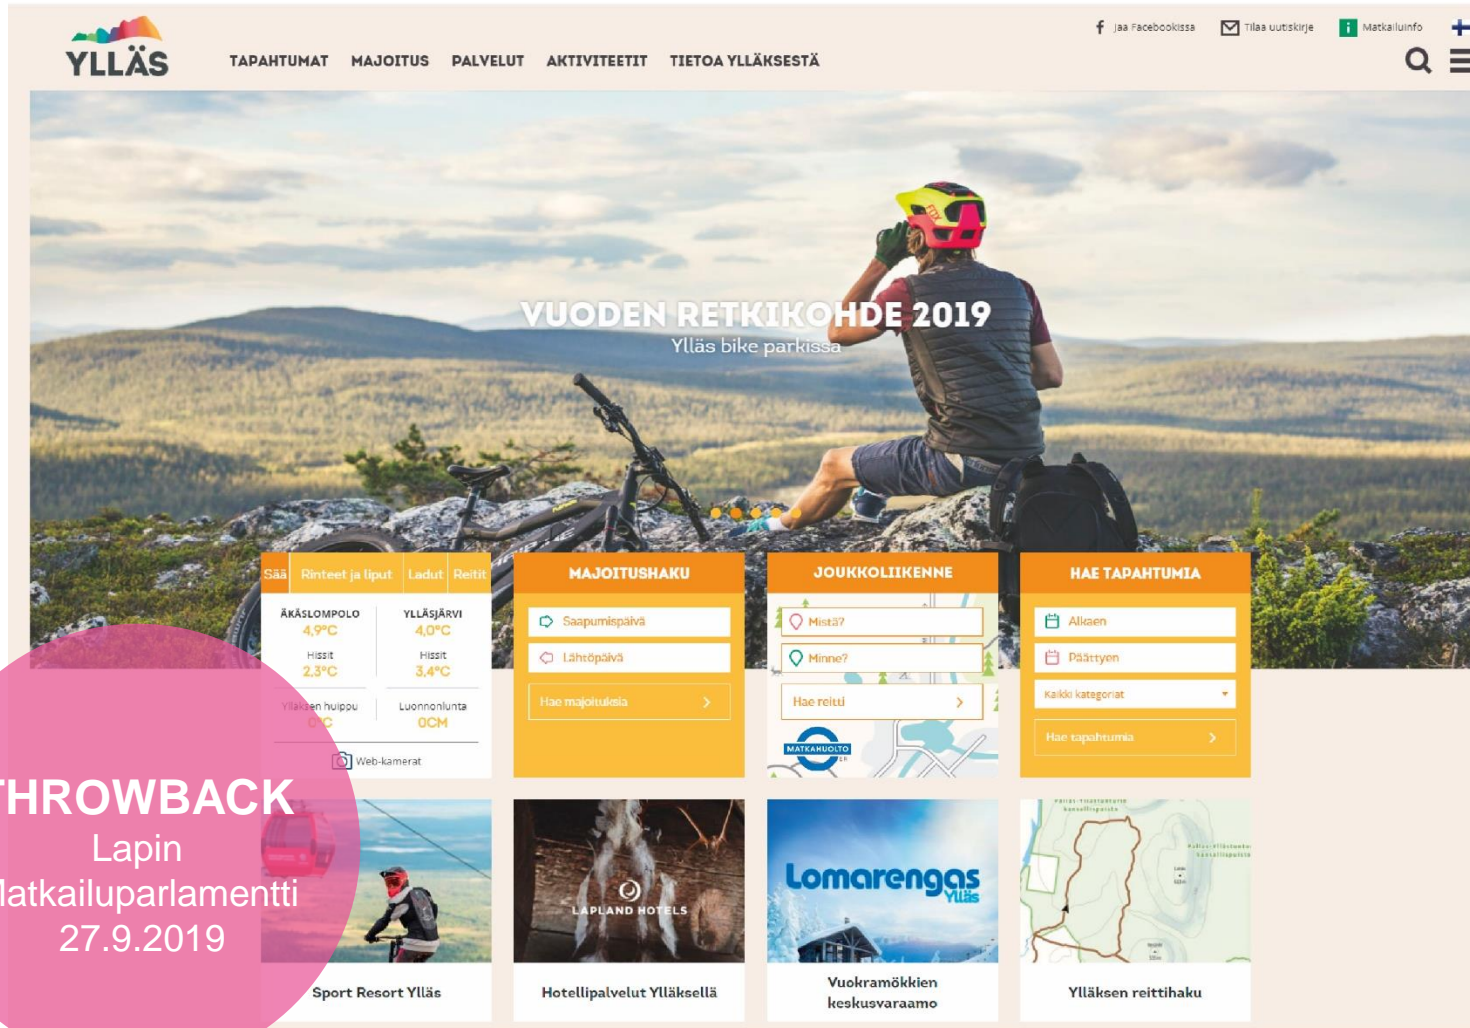 YLLÄS
Jaa Facebookissa
Tilaa uutiskirje
i Matkailuinfo
TAPAHTUMAT MAJOITUS PALVELUT AKTIVITEETIT TIETOA YLLÄKSESTÄ
FOX
VUODEN RETKIKOHDE 2019
Ylläs bike parkissa
Sää Rinteet ja liput Ladut Reitit
ÄKÄSLOMPOLO YLLÄSJÄRVI
4,9°C 4,0°C
Hissit Hissit
2,3°C 3,4°C
Ylläksen huippu Luonnonlunta
0°C 0CM
Web-kamerat
MAJOITUSHAKU
Saapumispäivä
Lähtöpäivä
Hae majoituksia
JOUKKOLIIKENNE
Mistä?
Minne?
Hae reitti
MATKAHUOLTO
HAE TAPAHTUMIA
Alkaen
Päättyen
Kaikki kategoriat
Hae tapahtumia
THROWBACK
Lapin
Matkailuparlamentti
27.9.2019
Sport Resort Ylläs
LAPLAND HOTELS
Hotellipalvelut Ylläksellä
Lomarengas
Ylläs
Vuokramökkien
keskusvaraamo
Ylläksen reittihaku